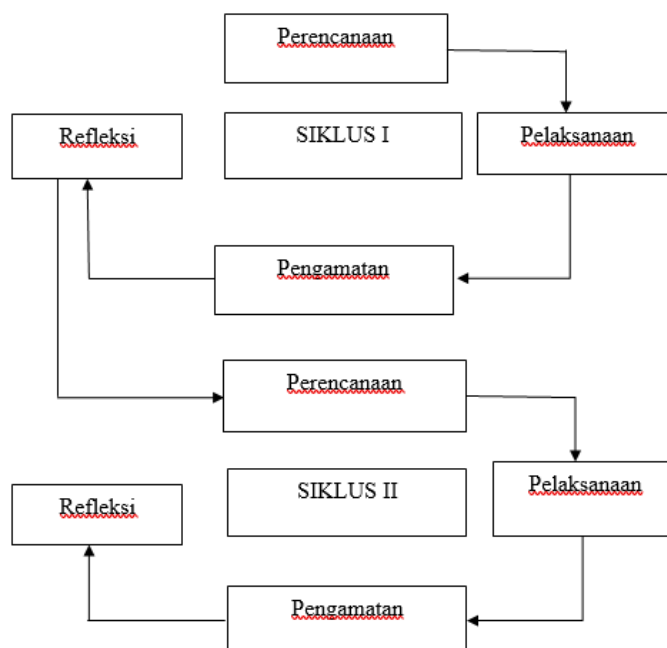 Perencanaan
Refleksi
SIKLUS I
Pelaksanaan
Pengamatan
Perencanaan
Refleksi
SIKLUS II
Pelaksanaan
Pengamatan